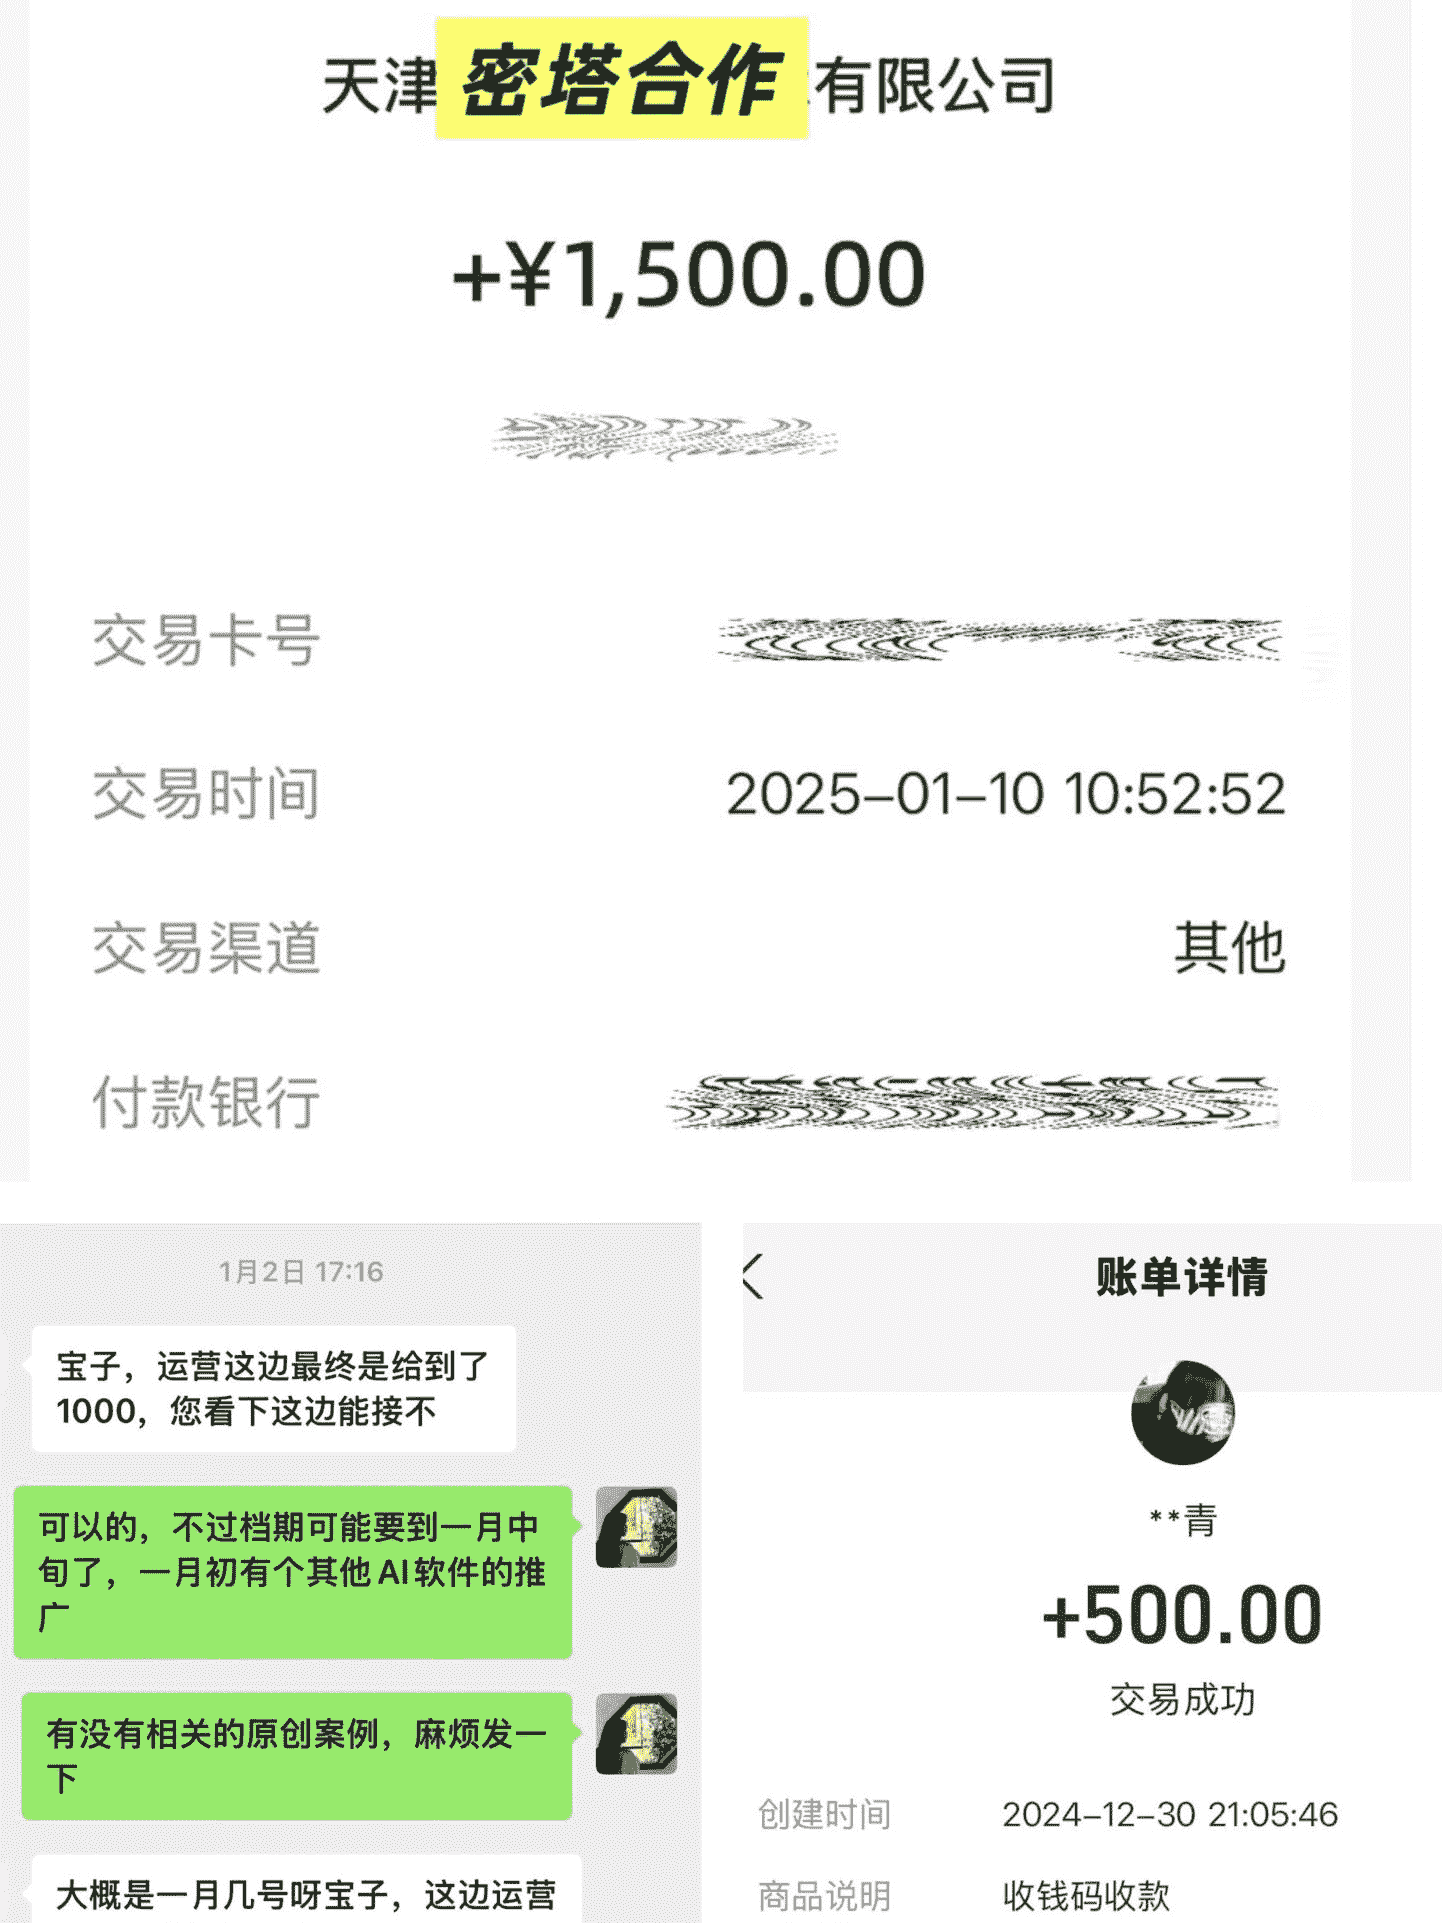 天津密塔合作有限公司
+¥1,500.00
交易卡号
交易时间 2025-01-10 10:52:52
交易渠道 其他
付款银行
1月2日 17:16
宝子，运营这边最终是给到了
1000，您看下这边能接不
可以的，不过档期可能要到一月中
旬了，一月初有个其他AI软件的推
广
有没有相关的原创案例，麻烦发一
下
大概是一月几号呀宝子，这边运营
账单详情
**青
+500.00
交易成功
创建时间 2024-12-30 21:05:46
商品说明 收钱码收款